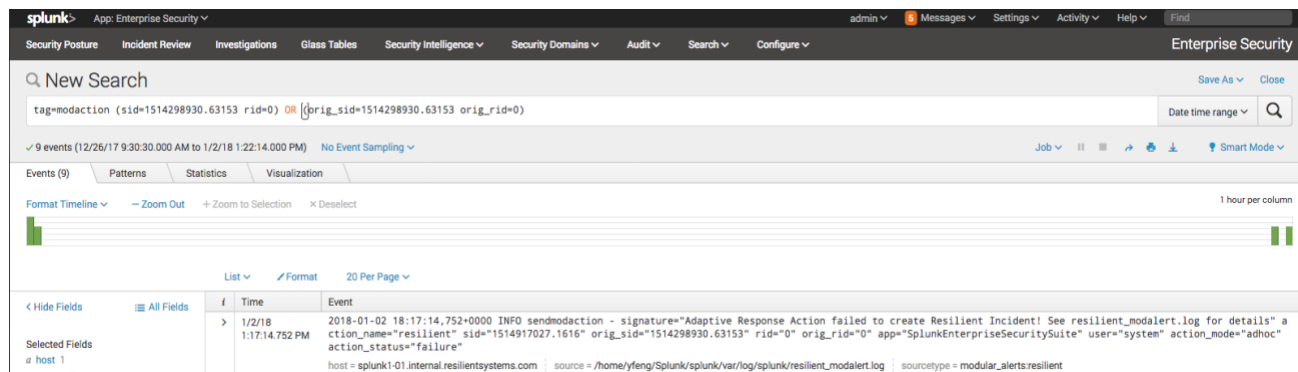 splunk> App: Enterprise Security admin 5 Messages Settings Activity Help Find
Security Posture Incident Review Investigations Glass Tables Security Intelligence Security Domains Audit Search Configure Enterprise Security
New Search Save As Close
tag=modaction (sid=1514298930.63153 rid=0) OR (orig_sid=1514298930.63153 orig_rid=0) Date time range
✓ 9 events (12/26/17 9:30:30.000 AM to 1/2/18 1:22:14.000 PM) No Event Sampling Job Smart Mode
Events (9) Patterns Statistics Visualization
Format Timeline — Zoom Out + Zoom to Selection × Deselect 1 hour per column
List Format 20 Per Page
< Hide Fields All Fields i Time Event
> 1/2/18 2018-01-02 18:17:14,752+0000 INFO sendmodaction - signature="Adaptive Response Action failed to create Resilient Incident! See resilient_modalert.log for details" a
1:17:14.752 PM ction_name="resilient" sid="1514917027.1616" orig_sid="1514298930.63153" rid="0" orig_rid="0" app="SplunkEnterpriseSecuritySuite" user="system" action_mode="adhoc"
Selected Fields action_status="failure"
a host 1 host = splunk1-01.internal.resilientsystems.com source = /home/yfeng/Splunk/splunk/var/log/splunk/resilient_modalert.log sourcetype = modular_alerts:resilient